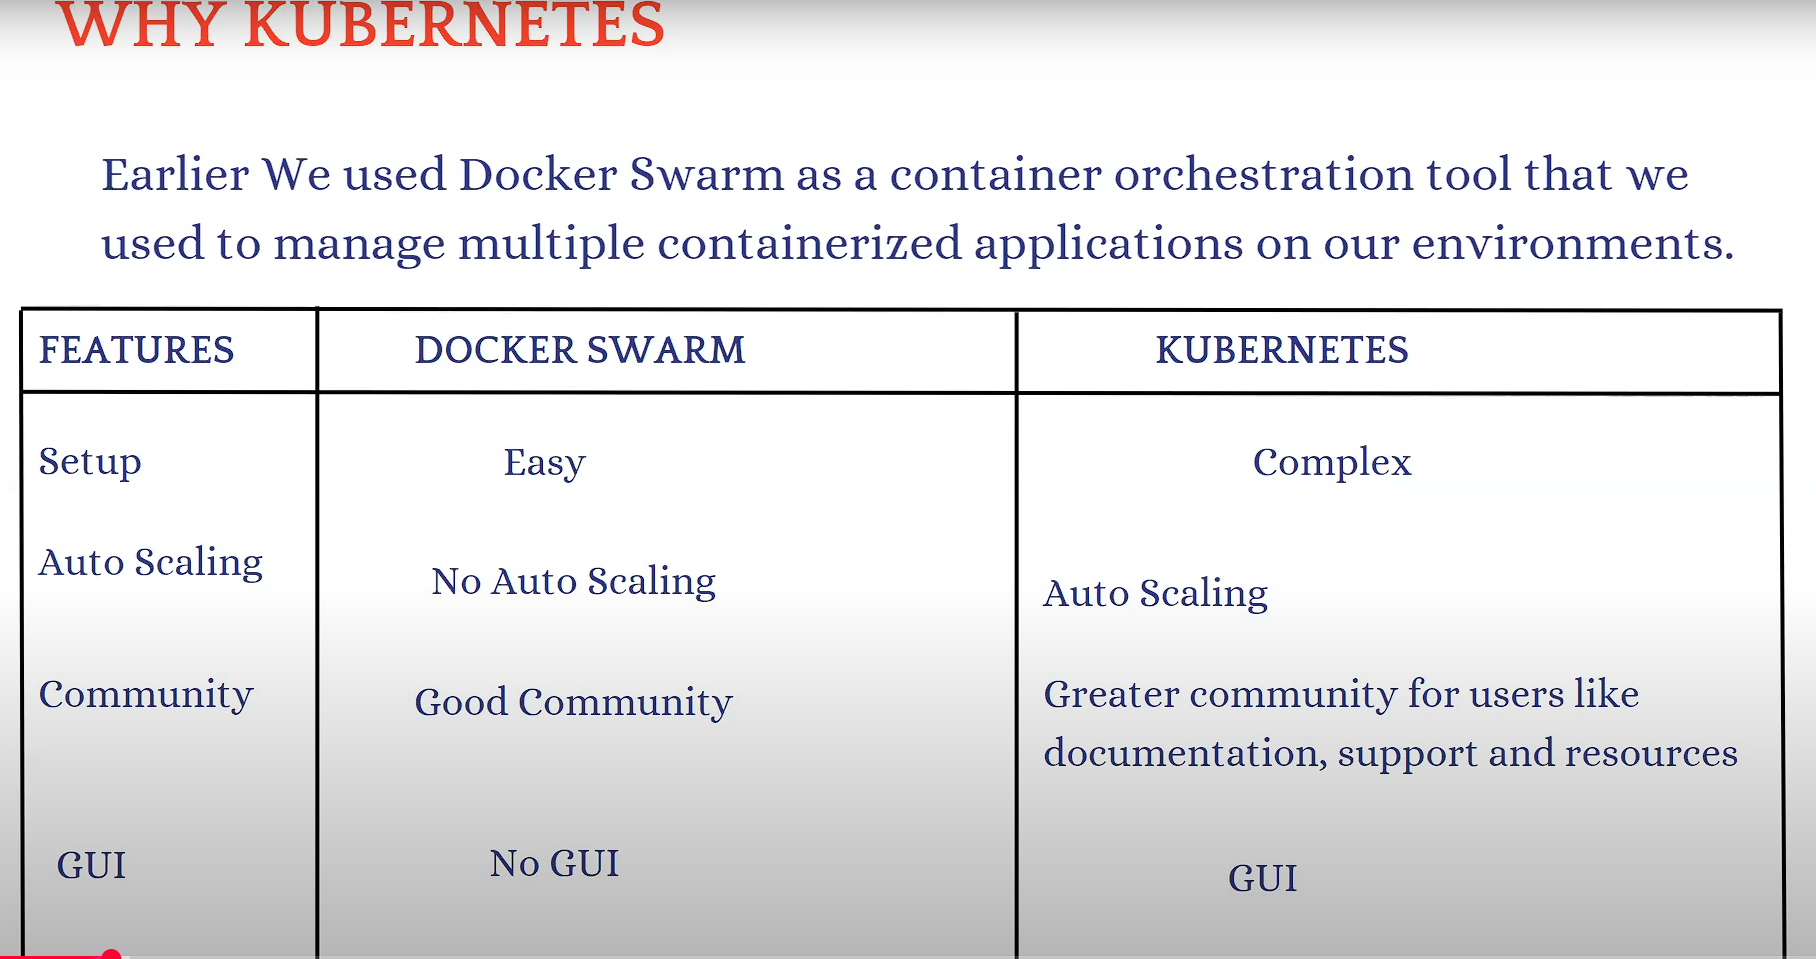 WHY KUBERNETES
Earlier We used Docker Swarm as a container orchestration tool that we
used to manage multiple containerized applications on our environments.
FEATURES DOCKER SWARM KUBERNETES
Setup Easy Complex
Auto Scaling No Auto Scaling Auto Scaling
Community Good Community Greater community for users like
documentation, support and resources
GUI No GUI GUI